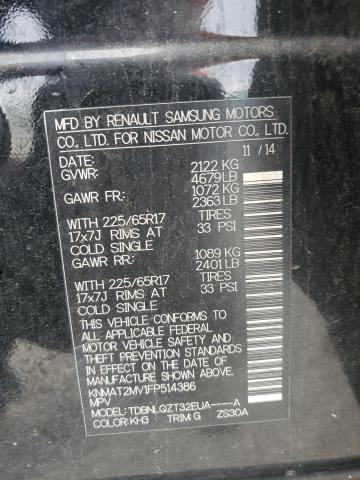 MFD BY RENAULT SAMSUNG MOTORS
CO., LTD. FOR NISSAN MOTOR CO. LTD.
DATE: 11 / 14
GVWR: 2122 KG
4679 LB
GAWR FR: 1072 KG
2363 LB
WITH 225/65R17 TIRES
17x7J RIMS AT 33 PSI
COLD SINGLE
GAWR RR: 1089 KG
2401 LB
WITH 225/65R17 TIRES
17x7J RIMS AT 33 PSI
COLD SINGLE
THIS VEHICLE CONFORMS TO
ALL APPLICABLE FEDERAL
MOTOR VEHICLE SAFETY,
BUMPER, AND THEFT
PREVENTION STANDARDS IN
EFFECT ON THE DATE OF
MANUFACTURE SHOWN ABOVE.
KNMAT2MV1FP514386
MPV
MODEL: TDBNLQZT32EUA----A
COLOR: KH3 TRIM: G ZS30A